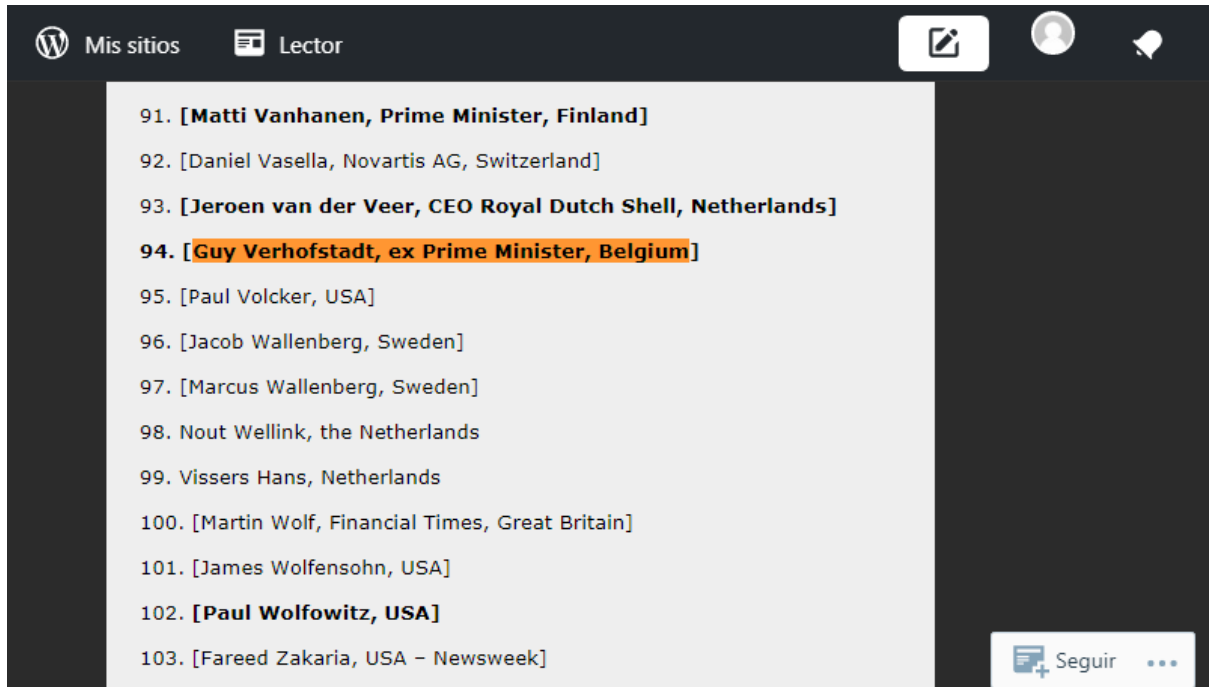 Mis sitios Lector
91. [Matti Vanhanen, Prime Minister, Finland]
92. [Daniel Vasella, Novartis AG, Switzerland]
93. [Jeroen van der Veer, CEO Royal Dutch Shell, Netherlands]
94. [Guy Verhofstadt, ex Prime Minister, Belgium]
95. [Paul Volcker, USA]
96. [Jacob Wallenberg, Sweden]
97. [Marcus Wallenberg, Sweden]
98. Nout Wellink, the Netherlands
99. Vissers Hans, Netherlands
100. [Martin Wolf, Financial Times, Great Britain]
101. [James Wolfensohn, USA]
102. [Paul Wolfowitz, USA]
103. [Fareed Zakaria, USA – Newsweek]
Seguir